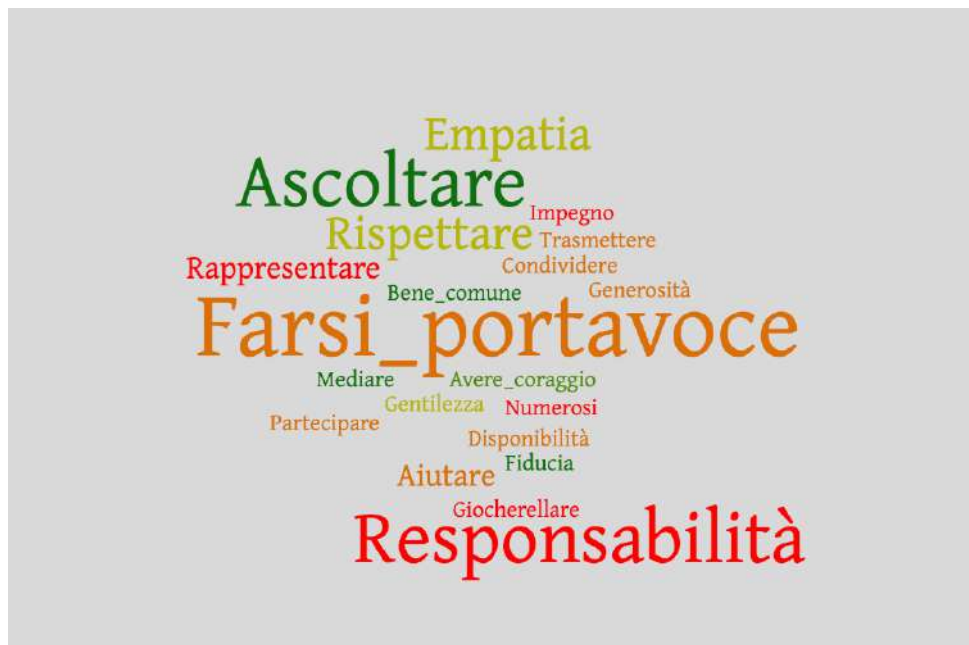 Empatia
Ascoltare
Impegno
Rispettare
Trasmettere
Rappresentare
Condividere
Bene_comune
Generosità
Farsi_portavoce
Mediare
Avere_coraggio
Gentilezza
Numerosi
Partecipare
Disponibilità
Fiducia
Aiutare
Giocherellare
Responsabilità